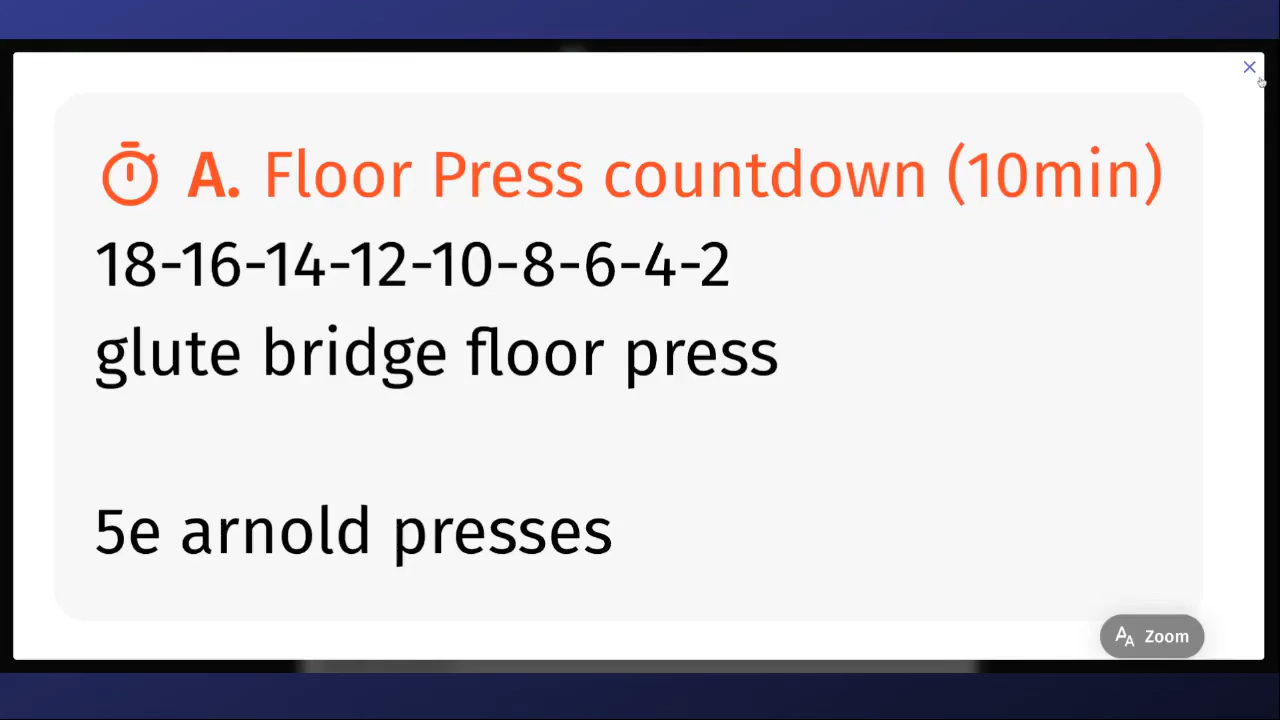 A. Floor Press countdown (10min)
18-16-14-12-10-8-6-4-2
glute bridge floor press
5e arnold presses
AA Zoom